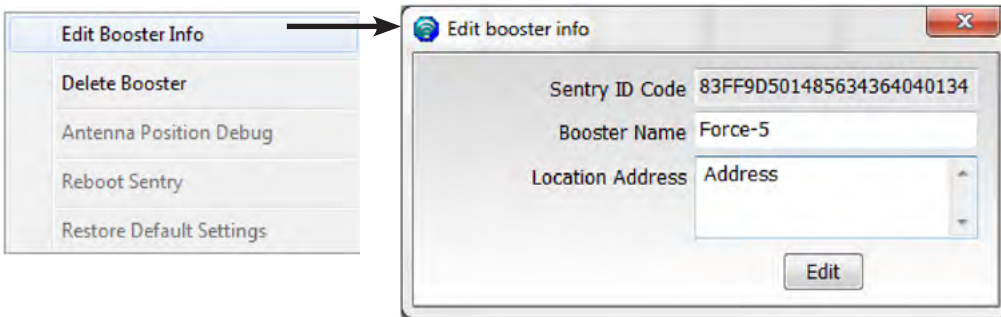 Edit Booster Info
Delete Booster
Antenna Position Debug
Reboot Sentry
Restore Default Settings
Edit booster info
Sentry ID Code 83FF9D501485634364040134
Booster Name Force-5
Location Address Address
Edit